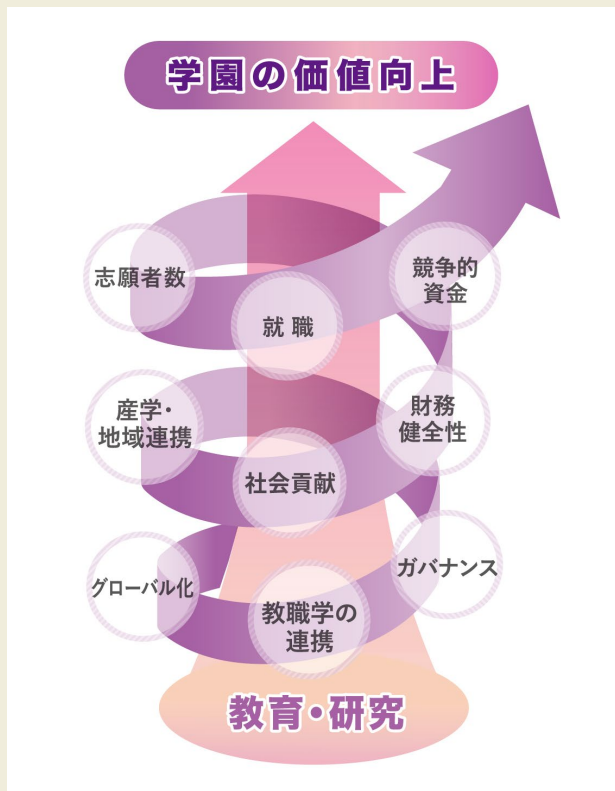 学園の価値向上
志願者数
就職
競争的
資金
産学・
地域連携
社会貢献
財務
健全性
グローバル化
教職学の
連携
ガバナンス
教育・研究